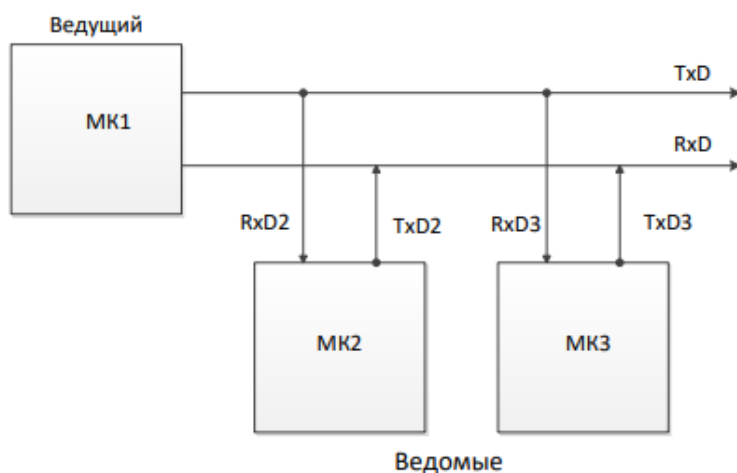 Ведущий
МК1
TxD
RxD
RxD2
TxD2
RxD3
TxD3
МК2
МК3
Ведомые